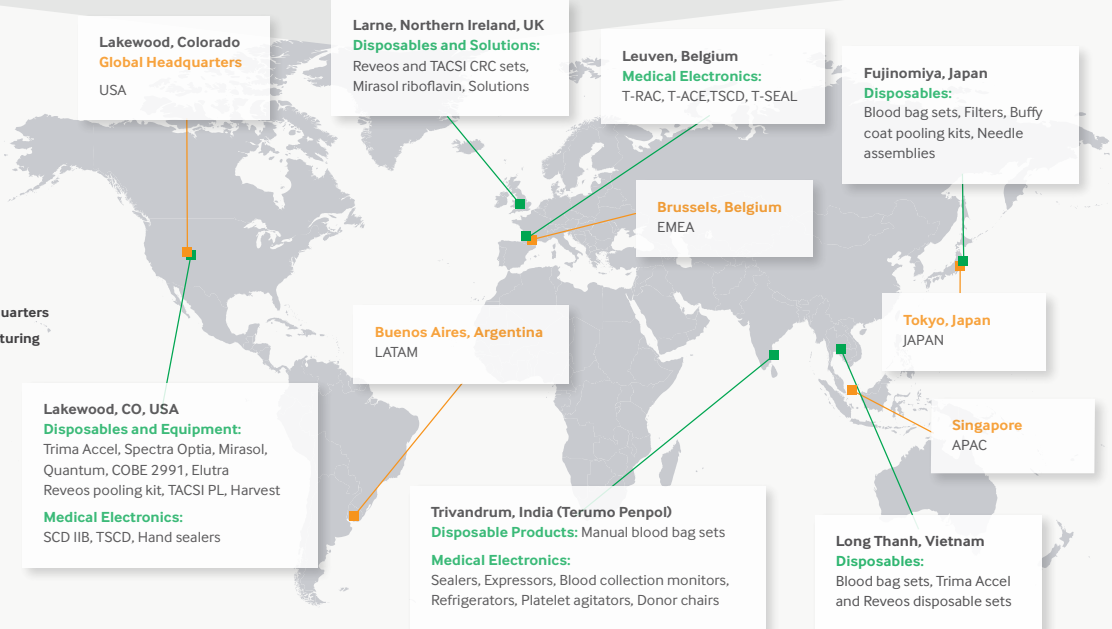 Lakewood, Colorado
Global Headquarters
USA
Larne, Northern Ireland, UK
Disposables and Solutions:
Reveos and TACSI CRC sets,
Mirasol riboflavin, Solutions
Leuven, Belgium
Medical Electronics:
T-RAC, T-ACE,TSCD, T-SEAL
Fujinomiya, Japan
Disposables:
Blood bag sets, Filters, Buffy
coat pooling kits, Needle
assemblies
Brussels, Belgium
EMEA
uarters
turing
Buenos Aires, Argentina
LATAM
Tokyo, Japan
JAPAN
Singapore
APAC
Lakewood, CO, USA
Disposables and Equipment:
Trima Accel, Spectra Optia, Mirasol,
Quantum, COBE 2991, Elutra
Reveos pooling kit, TACSI PL, Harvest
Medical Electronics:
SCD IIB, TSCD, Hand sealers
Trivandrum, India (Terumo Penpol)
Disposable Products: Manual blood bag sets
Medical Electronics:
Sealers, Expressors, Blood collection monitors,
Refrigerators, Platelet agitators, Donor chairs
Long Thanh, Vietnam
Disposables:
Blood bag sets, Trima Accel
and Reveos disposable sets